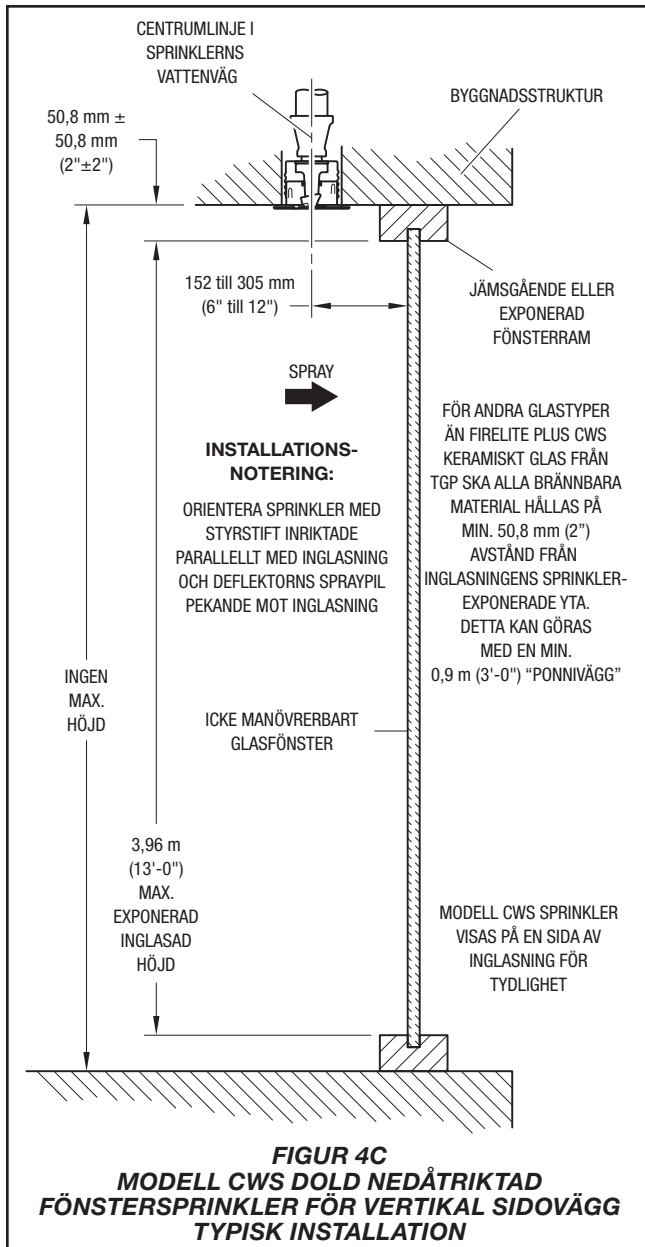 CENTRUMLINJE I
SPRINKLERNS
VATTENVÄG
50,8 mm ±
50,8 mm
(2"±2")
BYGGNADSSTRUKTUR
152 till 305 mm
(6" till 12")
JÄMSGÅENDE ELLER
EXPONERAD
FÖNSTERRAM
SPRAY
INSTALLATIONS-
NOTERING:
ORIENTERA SPRINKLER MED
STYRSTIFT INRIKTADE
PARALLELLT MED INGLASNING
OCH DEFLEKTORNS SPRAYPIL
PEKANDE MOT INGLASNING
FÖR ANDRA GLASTYPER
ÄN FIRELITE PLUS CWS
KERAMISKT GLAS FRÅN
TGP SKA ALLA BRÄNNBARA
MATERIAL HÅLLAS PÅ
MIN. 50,8 mm (2”)
AVSTÅND FRÅN
INGLASNINGENS SPRINKLER-
EXPONERADE YTA.
DETTA KAN GÖRAS
MED EN MIN.
0,9 m (3'-0") “PONNIVÄGG”
INGEN
MAX.
HÖJD
ICKE MANÖVRERBART
GLASFÖNSTER
3,96 m
(13'-0")
MAX.
EXPONERAD
INGLASAD
HÖJD
MODELL CWS SPRINKLER
VISAS PÅ EN SIDA AV
INGLASNING FÖR
TYDLIGHET
FIGUR 4C
MODELL CWS DOLD NEDÅTRIKTAD
FÖNSTERSPRINKLER FÖR VERTIKAL SIDOVÄGG
TYPISK INSTALLATION